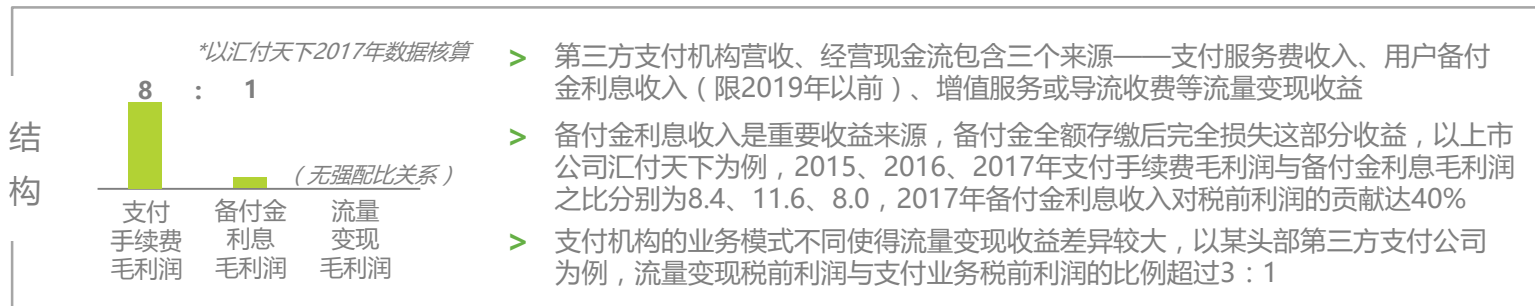 结
构
*以汇付天下2017年数据核算
8 : 1
(无强配比关系)
支付
手续费
毛利润
备付金
利息
毛利润
流量
变现
毛利润
> 第三方支付机构营收、经营现金流包含三个来源——支付服务费收入、用户备付
金利息收入（限2019年以前）、增值服务或导流收费等流量变现收益
> 备付金利息收入是重要收益来源，备付金全额存缴后完全损失这部分收益，以上市
公司汇付天下为例，2015、2016、2017年支付手续费毛利润与备付金利息毛利润
之比分别为8.4、11.6、8.0，2017年备付金利息收入对税前利润的贡献达40%
> 支付机构的业务模式不同使得流量变现收益差异较大，以某头部第三方支付公司
为例，流量变现税前利润与支付业务税前利润的比例超过3：1